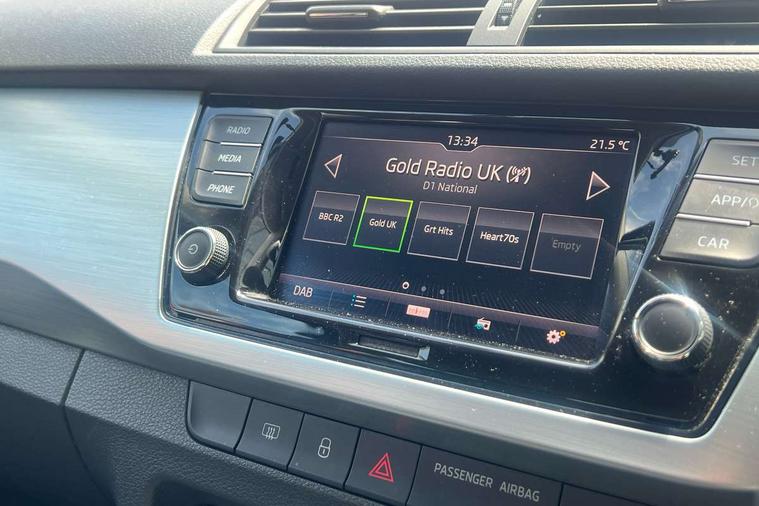 RADIO
MEDIA
PHONE
13:34
21.5 °C
Gold Radio UK
D1 National
BBC R2
Gold UK
Grt Hits
Heart70s
Empty
DAB
SET
APP/
CAR
PASSENGER AIRBAG